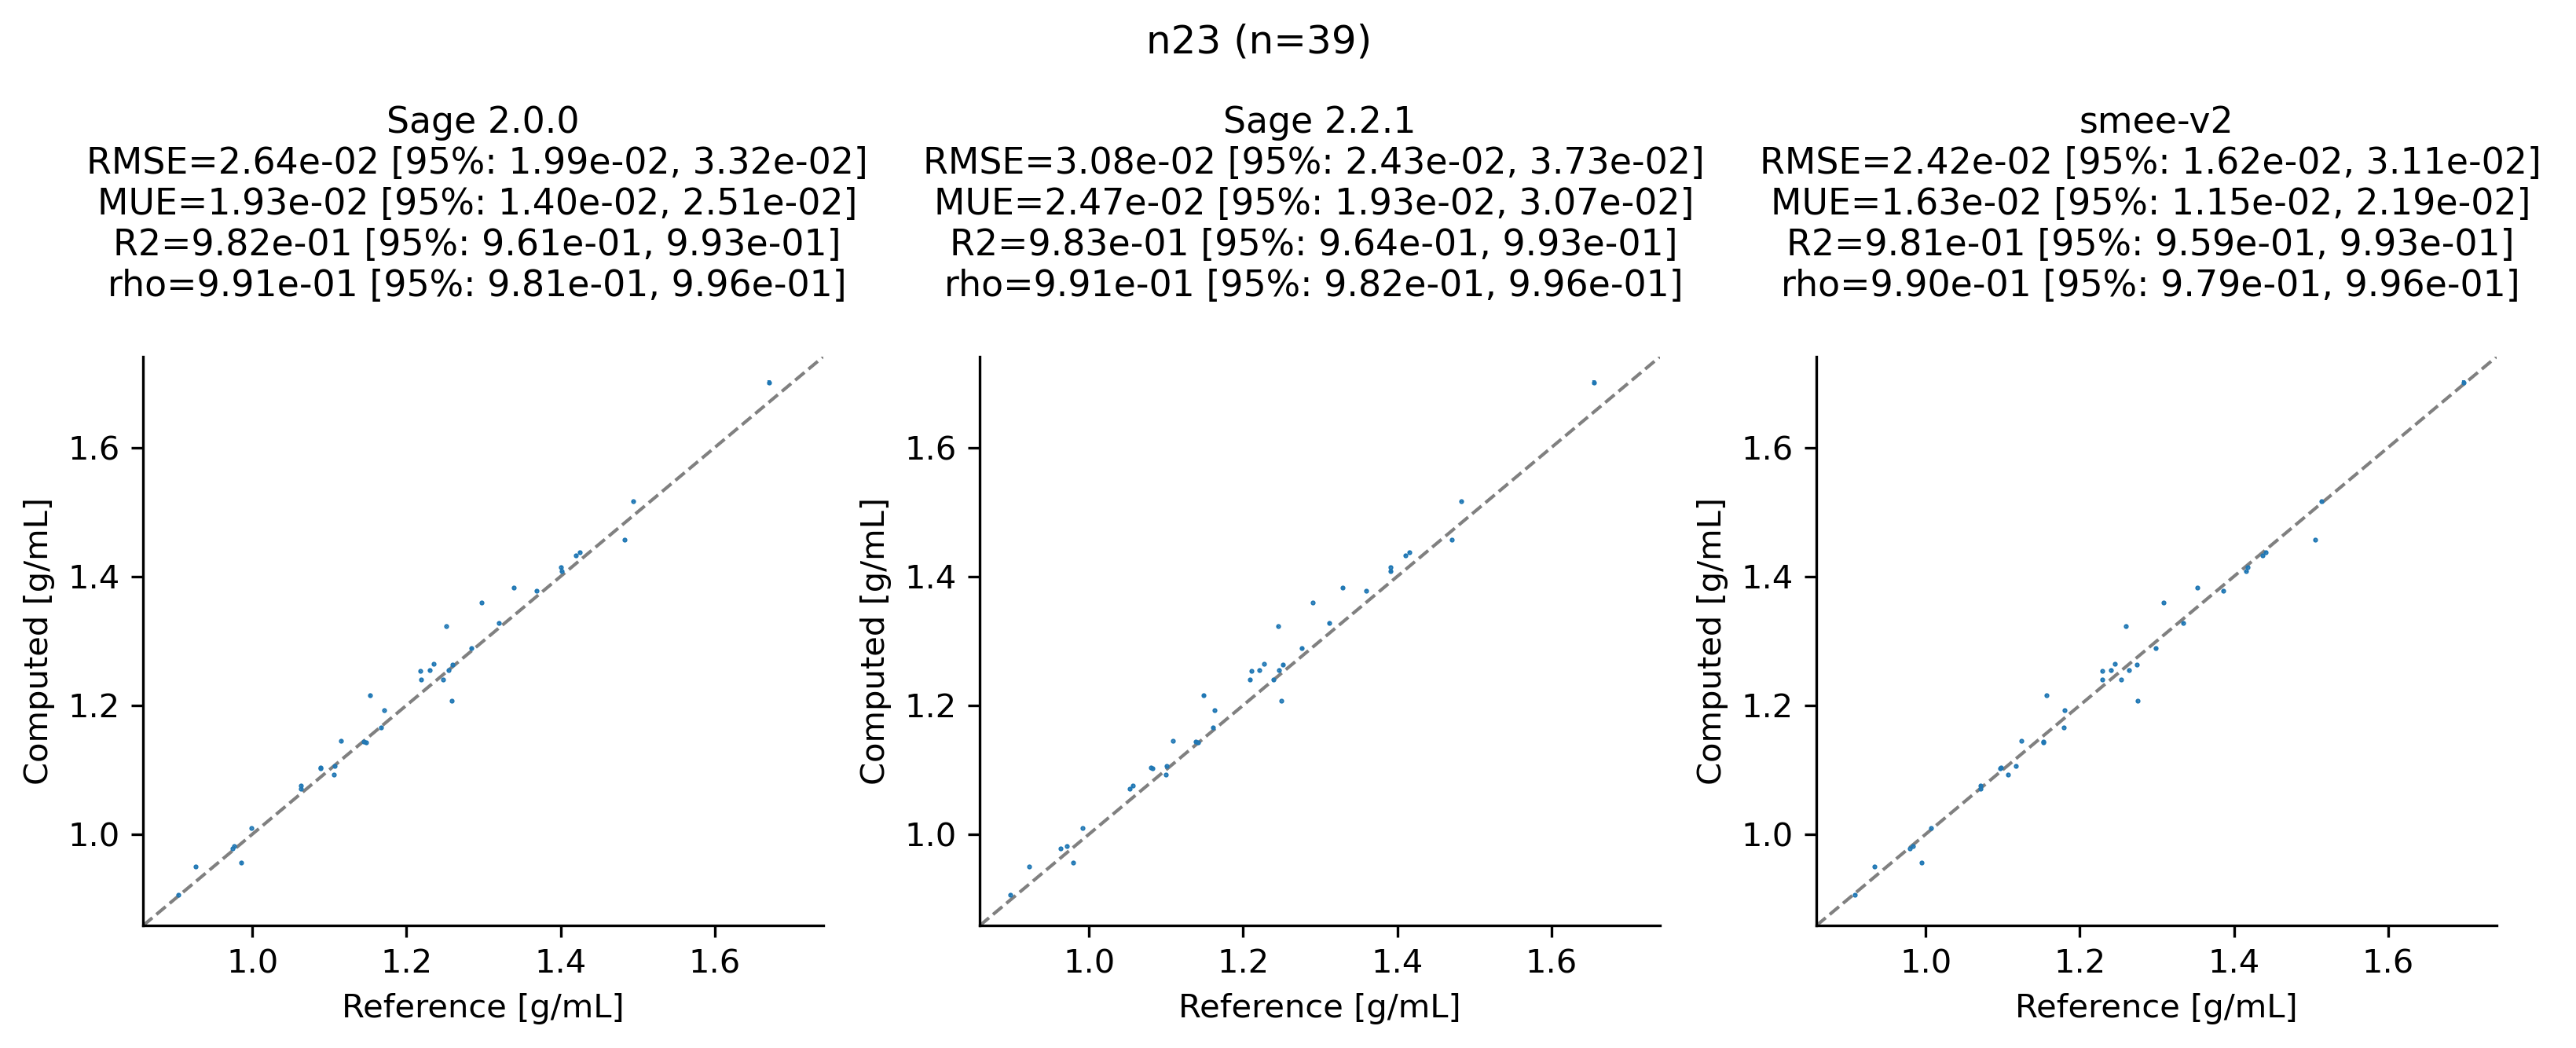 n23 (n=39)
Sage 2.0.0
RMSE=2.64e-02 [95%: 1.99e-02, 3.32e-02]
MUE=1.93e-02 [95%: 1.40e-02, 2.51e-02]
R2=9.82e-01 [95%: 9.61e-01, 9.93e-01]
rho=9.91e-01 [95%: 9.81e-01, 9.96e-01]
1.6
1.4
1.2
1.0
Computed [g/mL]
1.0
1.2
1.4
1.6
Reference [g/mL]
Sage 2.2.1
RMSE=3.08e-02 [95%: 2.43e-02, 3.73e-02]
MUE=2.47e-02 [95%: 1.93e-02, 3.07e-02]
R2=9.83e-01 [95%: 9.64e-01, 9.93e-01]
rho=9.91e-01 [95%: 9.82e-01, 9.96e-01]
1.6
1.4
1.2
1.0
Computed [g/mL]
1.0
1.2
1.4
1.6
Reference [g/mL]
smee-v2
RMSE=2.42e-02 [95%: 1.62e-02, 3.11e-02]
MUE=1.63e-02 [95%: 1.15e-02, 2.19e-02]
R2=9.81e-01 [95%: 9.59e-01, 9.93e-01]
rho=9.90e-01 [95%: 9.79e-01, 9.96e-01]
1.6
1.4
1.2
1.0
Computed [g/mL]
1.0
1.2
1.4
1.6
Reference [g/mL]